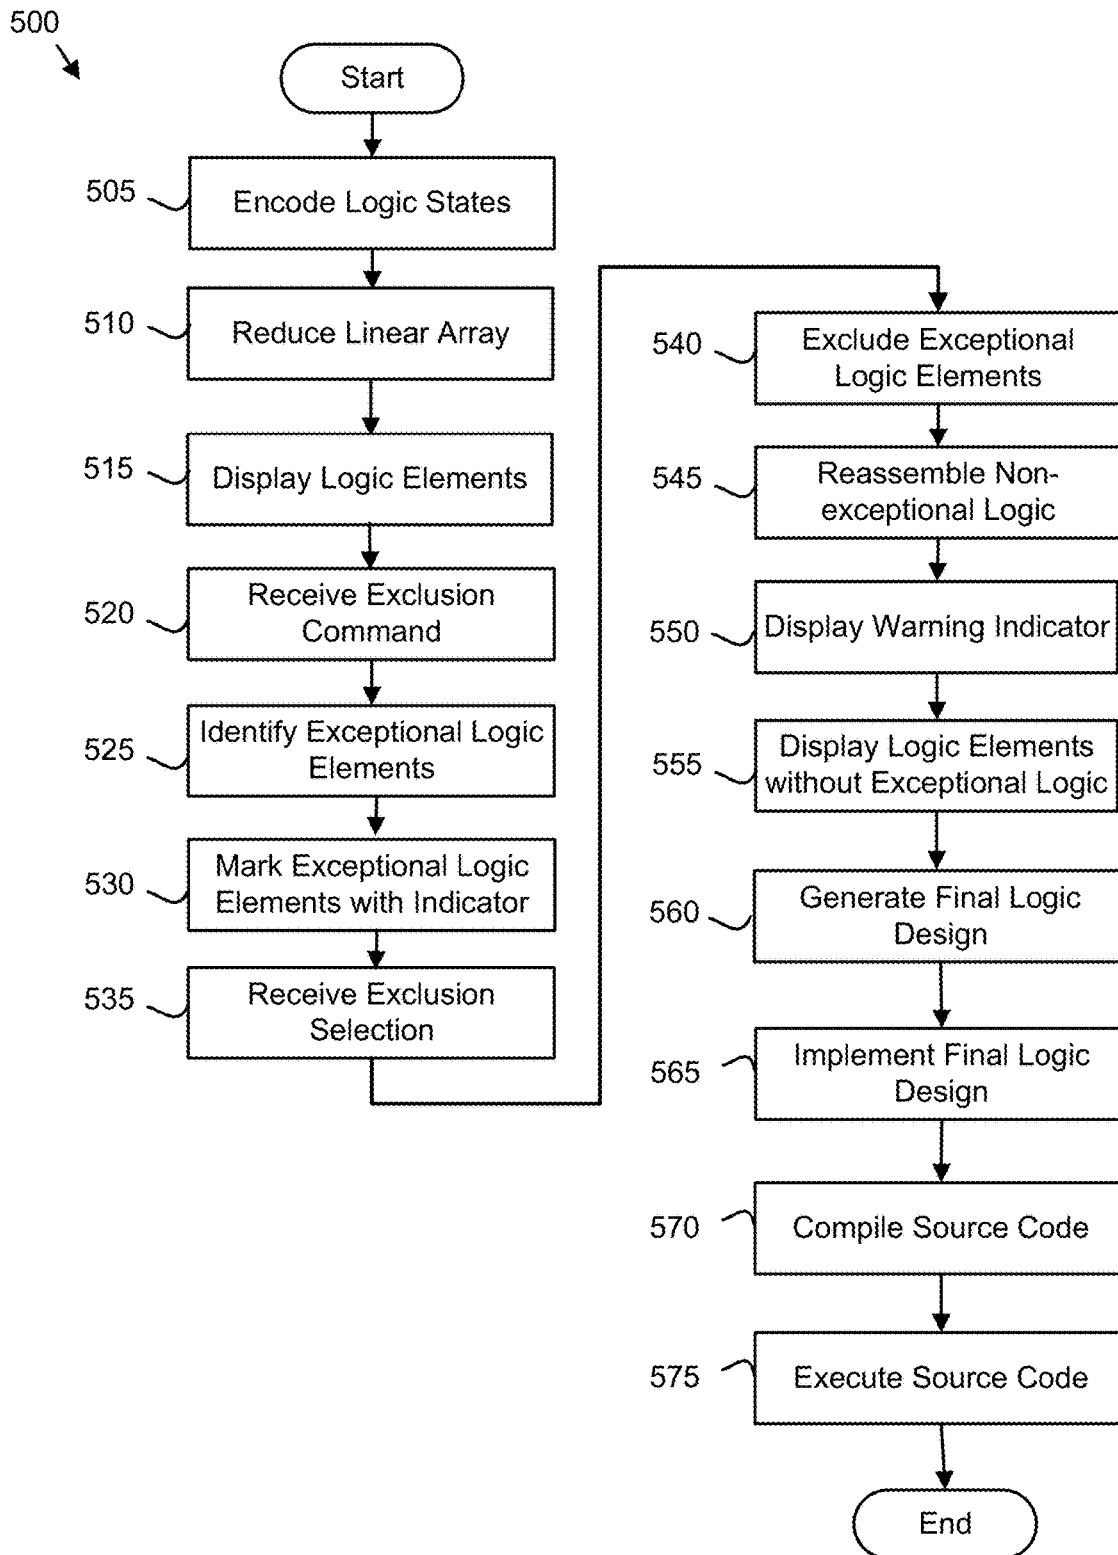 500
Start
505
Encode Logic States
510
Reduce Linear Array
515
Display Logic Elements
520
Receive Exclusion
Command
525
Identify Exceptional Logic
Elements
530
Mark Exceptional Logic
Elements with Indicator
535
Receive Exclusion
Selection
540
Exclude Exceptional
Logic Elements
545
Reassemble Non-
exceptional Logic
550
Display Warning Indicator
555
Display Logic Elements
without Exceptional Logic
560
Generate Final Logic
Design
565
Implement Final Logic
Design
570
Compile Source Code
575
Execute Source Code
End